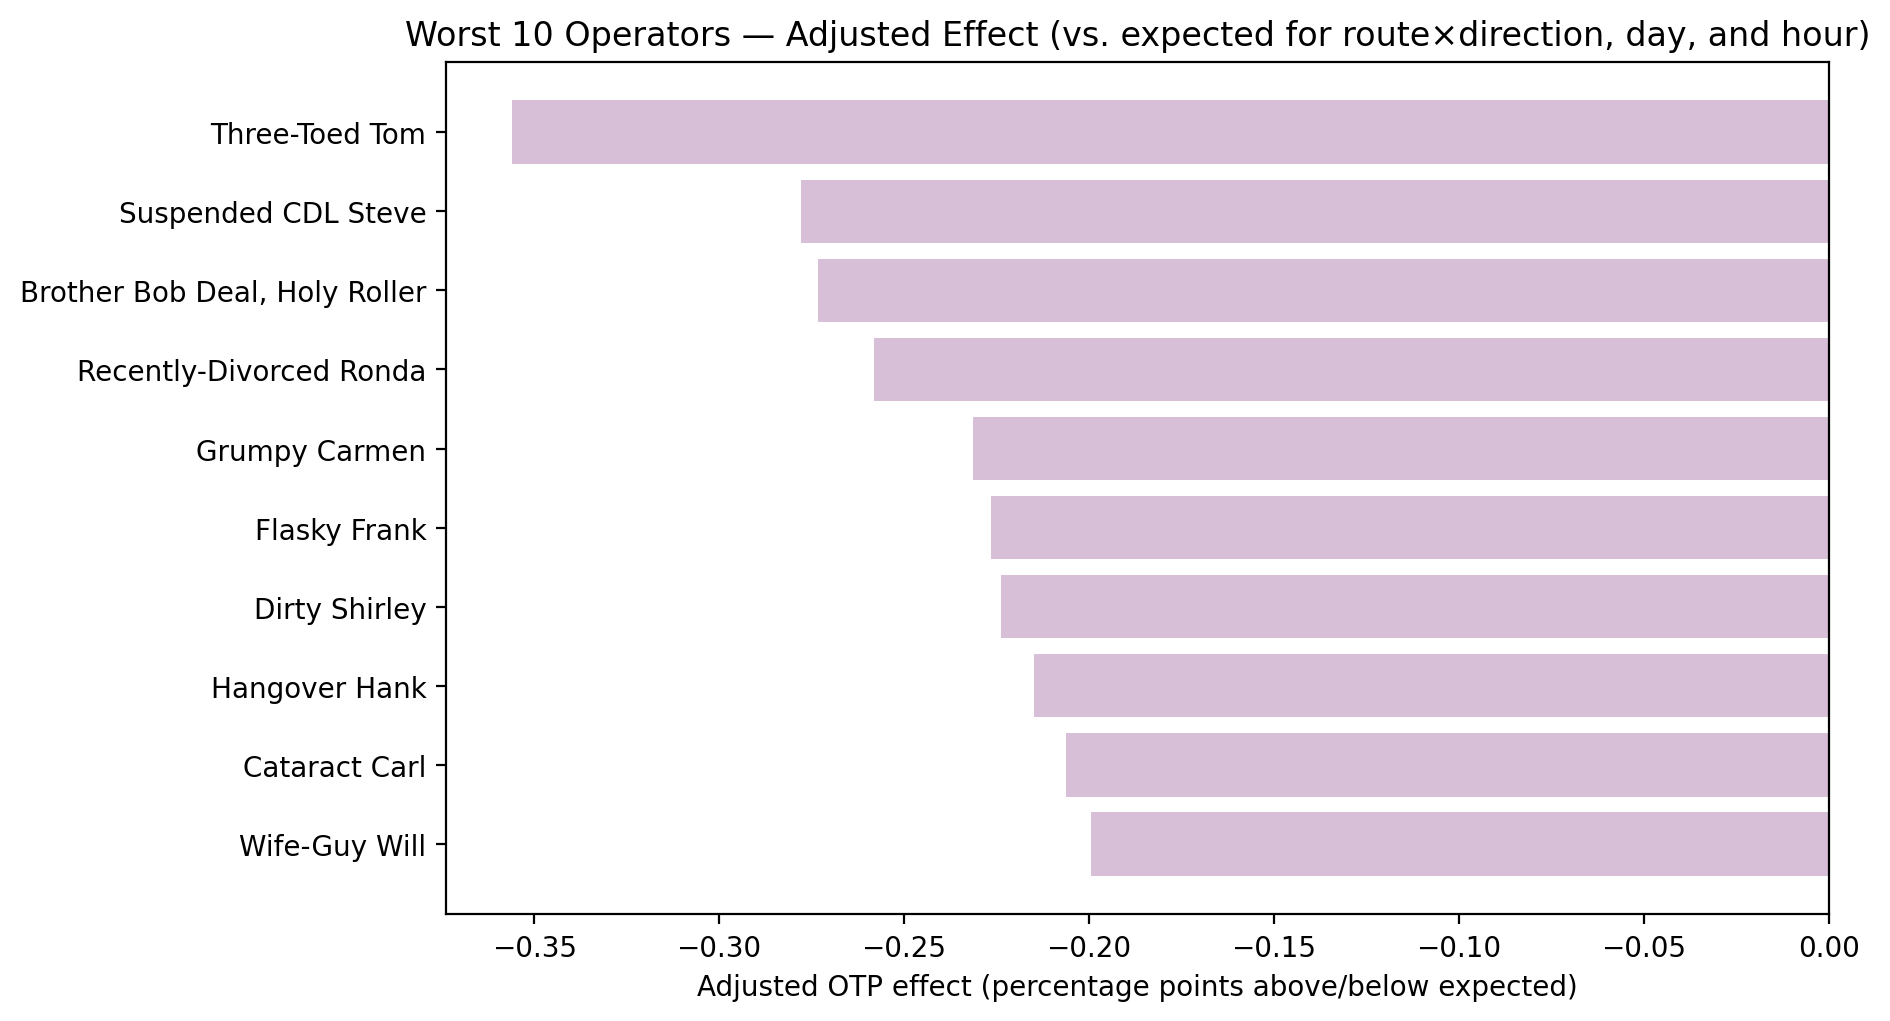 Worst 10 Operators — Adjusted Effect (vs. expected for route×direction, day, and hour)
Three-Toed Tom
Suspended CDL Steve
Brother Bob Deal, Holy Roller
Recently-Divorced Ronda
Grumpy Carmen
Flasky Frank
Dirty Shirley
Hangover Hank
Cataract Carl
Wife-Guy Will
−0.35 −0.30 −0.25 −0.20 −0.15 −0.10 −0.05 0.00
Adjusted OTP effect (percentage points above/below expected)